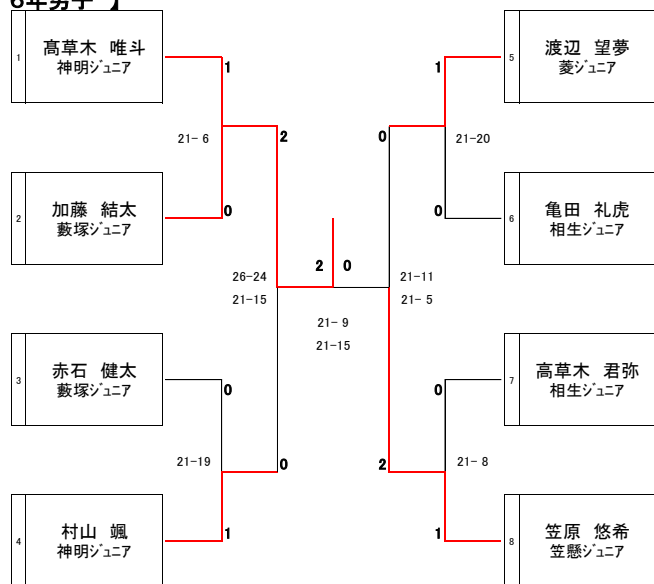 6年男子 】
1
髙草木 唯斗
神明ジュニア
1
21- 6
2
2
加藤 結太
藪塚ジュニア
0
26-24
21-15
3
赤石 健太
藪塚ジュニア
0
21-19
0
4
村山 颯
神明ジュニア
1
2 0
21- 9
21-15
5
渡辺 望夢
菱ジュニア
1
0
21-20
6
亀田 礼虎
相生ジュニア
0
21-11
21- 5
7
高草木 君弥
相生ジュニア
0
2
21- 8
8
笠原 悠希
笠懸ジュニア
1